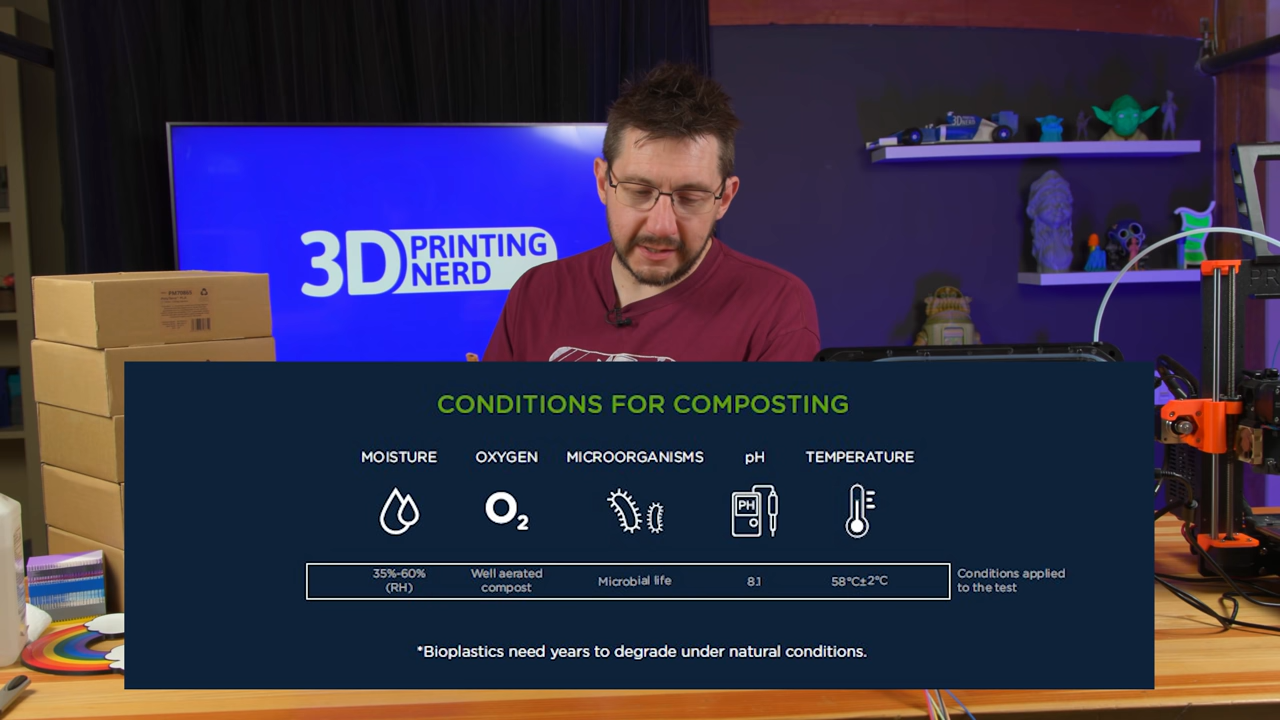 3D PRINTING
NERD
CONDITIONS FOR COMPOSTING
MOISTURE OXYGEN MICROORGANISMS pH TEMPERATURE
O2
PH
35%-60%
(RH)
Well aerated
compost
Microbial life
8.1
58°C±2°C
Conditions applied
to the test
*Bioplastics need years to degrade under natural conditions.